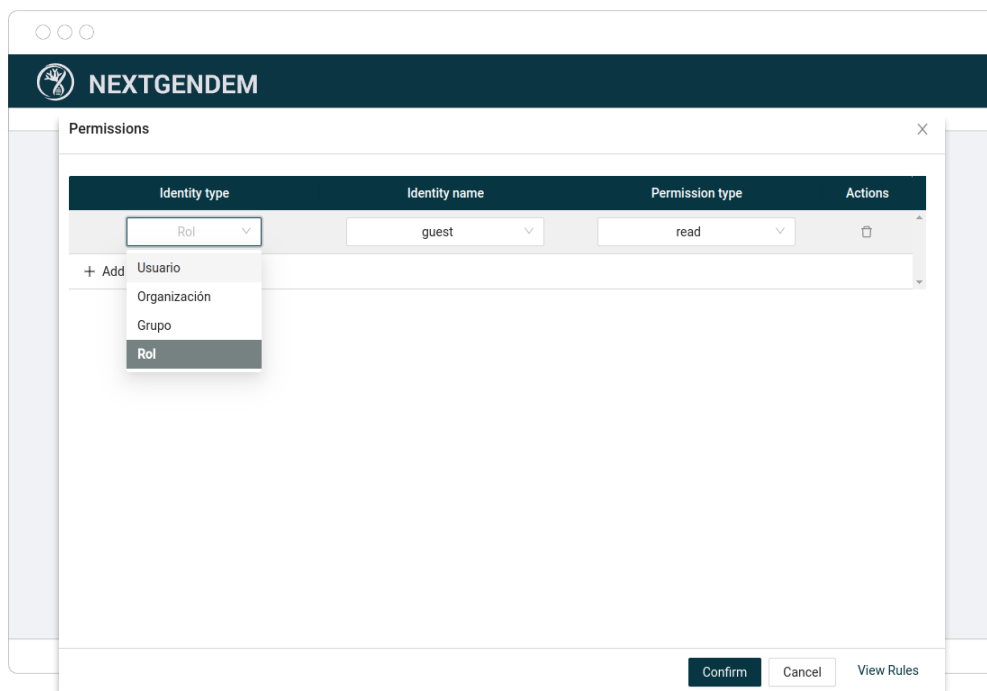 NEXTGENDEM
Permissions
Identity type Identity name Permission type Actions
Rol guest read
+ Add
Usuario
Organización
Grupo
Rol
Confirm Cancel View Rules